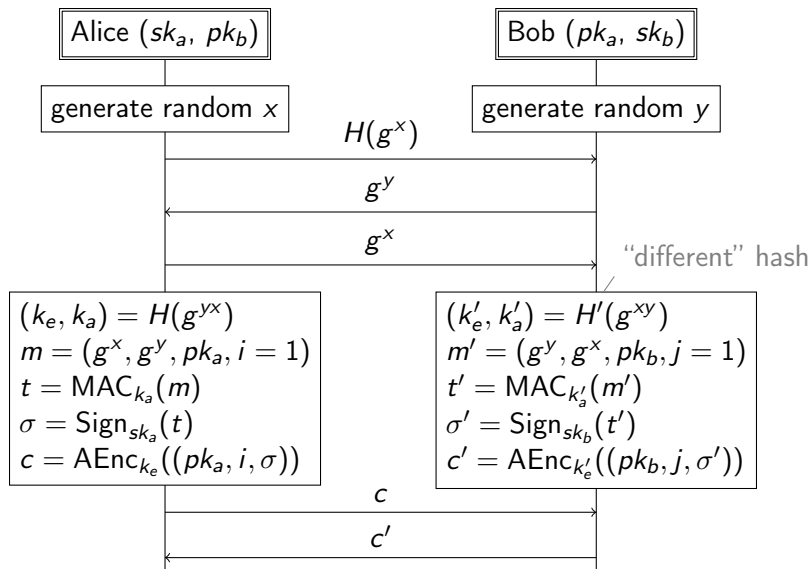 Alice (sk_a, pk_b)
Bob (pk_a, sk_b)
generate random x
generate random y
H(g^x)
g^y
g^x
“different” hash
(k_e, k_a) = H(g^{yx})
m = (g^x, g^y, pk_a, i = 1)
t = MAC_{k_a}(m)
σ = Sign_{sk_a}(t)
c = AEnc_{k_e}((pk_a, i, σ))
(k′_e, k′_a) = H′(g^{xy})
m′ = (g^y, g^x, pk_b, j = 1)
t′ = MAC_{k′_a}(m′)
σ′ = Sign_{sk_b}(t′)
c′ = AEnc_{k′_e}((pk_b, j, σ′))
c
c′